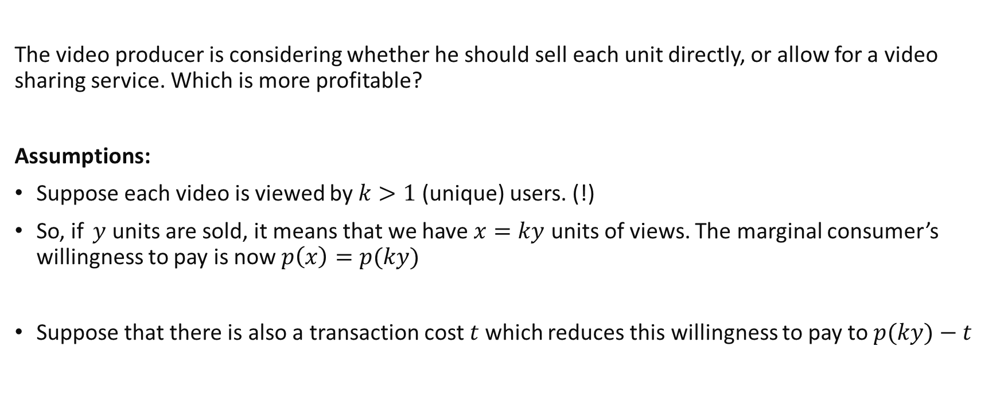 The video producer is considering whether he should sell each unit directly, or allow for a video
sharing service. Which is more profitable?
Assumptions:
• Suppose each video is viewed by k > 1 (unique) users. (!)
• So, if y units are sold, it means that we have x = ky units of views. The marginal consumer’s
willingness to pay is now p(x) = p(ky)
• Suppose that there is also a transaction cost t which reduces this willingness to pay to p(ky) − t